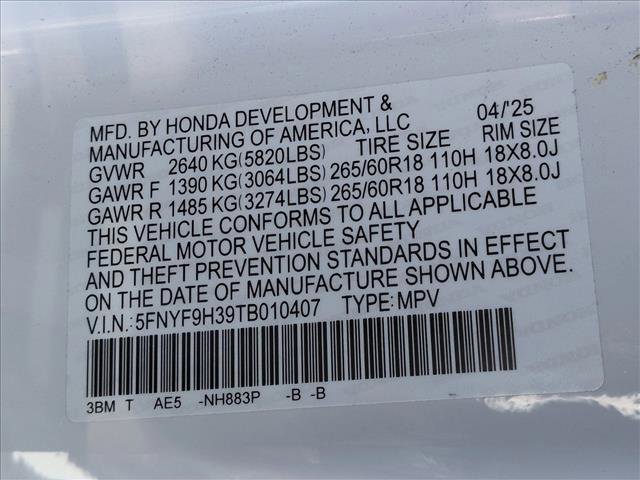 MFD. BY HONDA DEVELOPMENT & 04/'25
MANUFACTURING OF AMERICA, LLC
GVWR 2640 KG(5820LBS) TIRE SIZE RIM SIZE
GAWR F 1390 KG(3064LBS) 265/60R18 110H 18X8.0J
GAWR R 1485 KG(3274LBS) 265/60R18 110H 18X8.0J
THIS VEHICLE CONFORMS TO ALL APPLICABLE
FEDERAL MOTOR VEHICLE SAFETY
AND THEFT PREVENTION STANDARDS IN EFFECT
ON THE DATE OF MANUFACTURE SHOWN ABOVE.
V.I.N.: 5FNYF9H39TB010407 TYPE: MPV
3BM T AE5 -NH883P -B -B